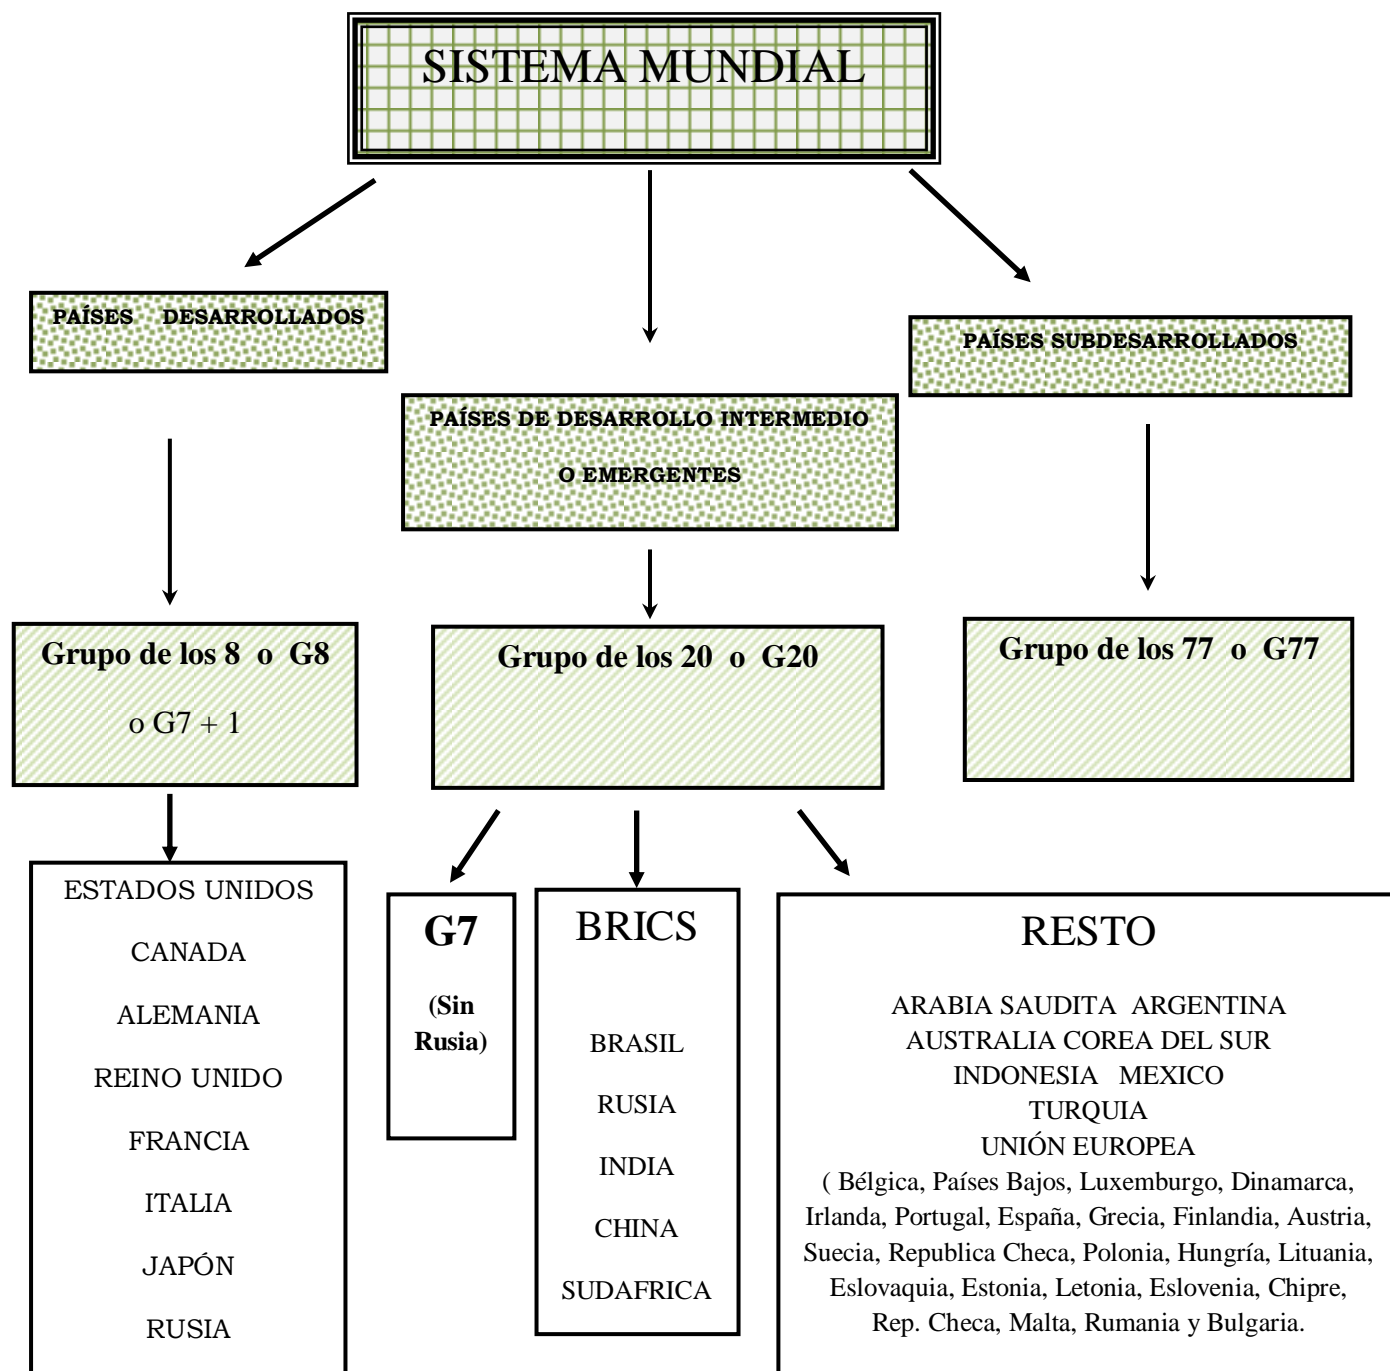 SISTEMA MUNDIAL
PAÍSES DESARROLLADOS
PAÍSES DE DESARROLLO INTERMEDIO
O EMERGENTES
PAÍSES SUBDESARROLLADOS
Grupo de los 8 o G8
o G7 + 1
Grupo de los 20 o G20
Grupo de los 77 o G77
ESTADOS UNIDOS
CANADA
ALEMANIA
REINO UNIDO
FRANCIA
ITALIA
JAPÓN
RUSIA
G7
(Sin
Rusia)
BRICS
BRASIL
RUSIA
INDIA
CHINA
SUDAFRICA
RESTO
ARABIA SAUDITA ARGENTINA
AUSTRALIA COREA DEL SUR
INDONESIA MEXICO
TURQUIA
UNIÓN EUROPEA
( Bélgica, Países Bajos, Luxemburgo, Dinamarca,
Irlanda, Portugal, España, Grecia, Finlandia, Austria,
Suecia, Republica Checa, Polonia, Hungría, Lituania,
Eslovaquia, Estonia, Letonia, Eslovenia, Chipre,
Rep. Checa, Malta, Rumania y Bulgaria.